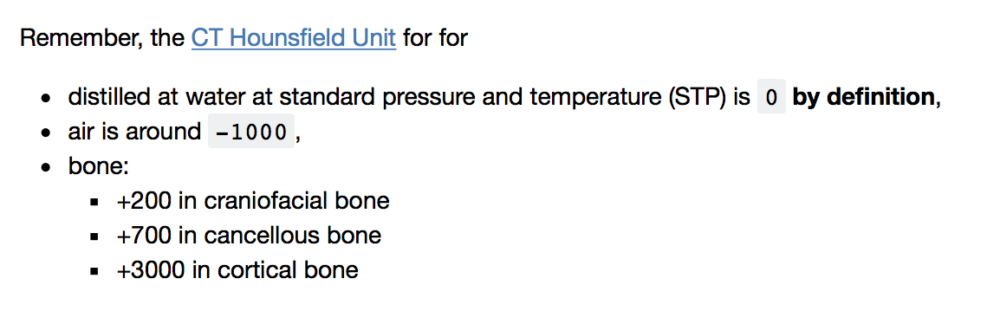 Remember, the CT Hounsfield Unit for for
• distilled at water at standard pressure and temperature (STP) is 0 by definition,
• air is around -1000,
• bone:
▪ +200 in craniofacial bone
▪ +700 in cancellous bone
▪ +3000 in cortical bone